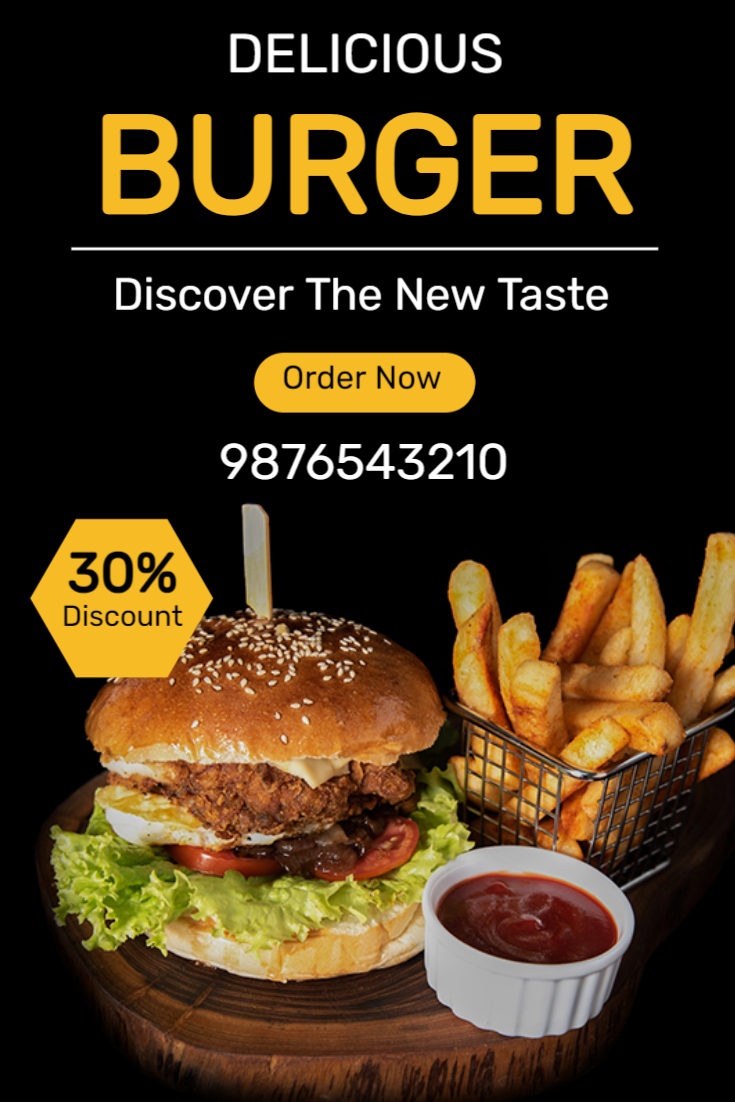 DELICIOUS
BURGER
Discover The New Taste
Order Now
9876543210
30%
Discount